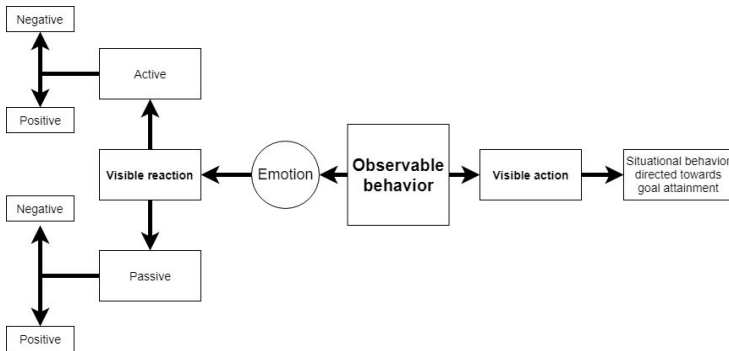 Negative
Active
Positive
Visible reaction
Emotion
Observable
behavior
Visible action
Situational behavior
directed towards
goal attainment
Negative
Passive
Positive